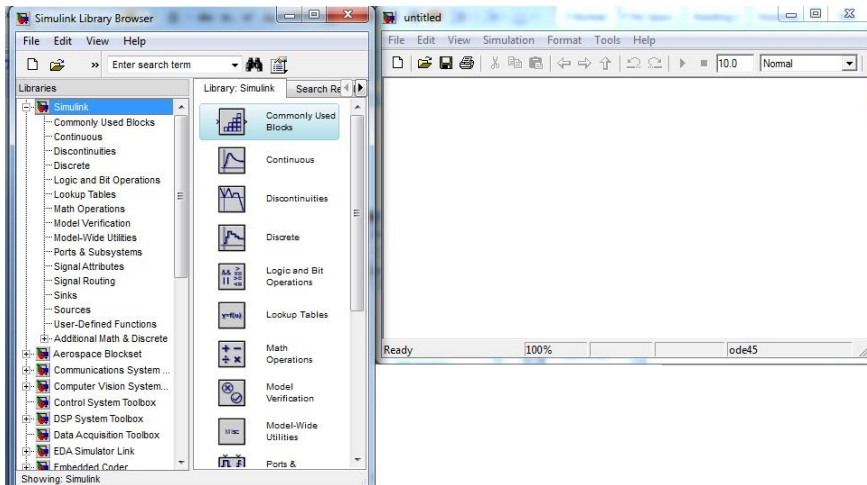 Simulink Library Browser
File Edit View Help
» Enter search term
Libraries
Simulink
Commonly Used Blocks
Continuous
Discontinuities
Discrete
Logic and Bit Operations
Lookup Tables
Math Operations
Model Verification
Model-Wide Utilities
Ports & Subsystems
Signal Attributes
Signal Routing
Sinks
Sources
User-Defined Functions
Additional Math & Discrete
Aerospace Blockset
Communications System ...
Computer Vision System...
Control System Toolbox
DSP System Toolbox
Data Acquisition Toolbox
EDA Simulator Link
Embedded Coder
Showing: Simulink
Library: Simulink Search Re
Commonly Used
Blocks
Continuous
Discontinuities
Discrete
Logic and Bit
Operations
y=f(u) Lookup Tables
Math
Operations
Model
Verification
Misc Model-Wide
Utilities
Ports &
untitled
File Edit View Simulation Format Tools Help
10.0 Normal
Ready 100% ode45